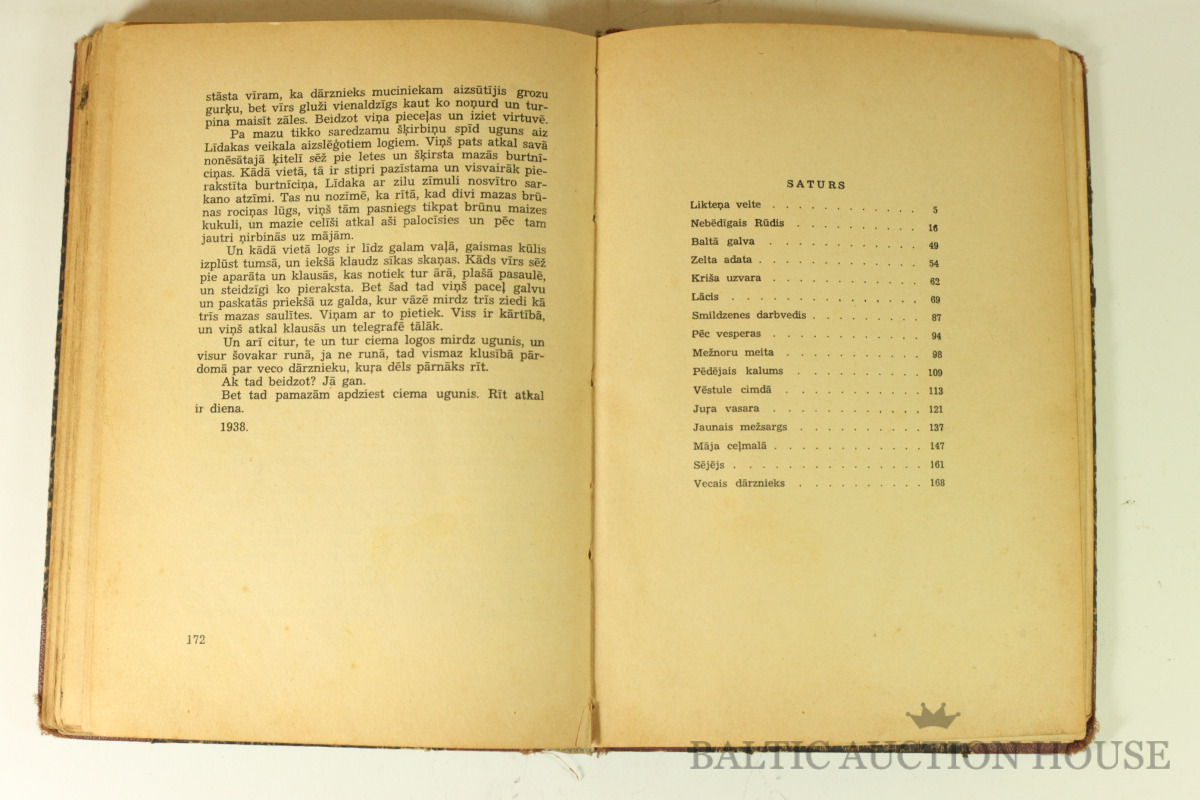 stāsta vīram, ka dārznieks muciniekam aizsūtījis grozu
gurķu, bet vīrs gluži vienaldzīgs kaut ko noņurd un tur-
pina maisīt zāles. Beidzot viņa pieceļas un iziet virtuvē.
Pa mazu tikko saredzamu šķirbiņu spīd uguns aiz
Līdakas veikala aizslēgotiem logiem. Viņš pats atkal savā
nonēsātajā ķitelī sēž pie letes un šķirsta mazās burtnī-
ciņas. Kādā vietā, tā ir stipri pazīstama un visvairāk pie-
rakstīta burtnīciņa, Līdaka ar zilu zīmuli nosvītro sar-
kano atzīmi. Tas nu nozīmē, ka rītā, kad divi mazas brū-
nas rociņas lūgs, viņš tām pasniegs tikpat brūnu maizes
kukuli, un mazie celīši atkal aši palocīsies un pēc tam
jautri ņirbinās uz mājām.
Un kādā vietā logs ir līdz galam vaļā, gaismas kūlis
izplūst tumsā, un iekšā klaudz sīkas skaņas. Kāds vīrs sēž
pie aparāta un klausās, kas notiek tur ārā, plašā pasaulē,
un steidzīgi ko pieraksta. Bet šad tad viņš paceļ galvu
un paskatās priekšā uz galda, kur vāzē mirdz trīs ziedi kā
trīs mazas saulītes. Viņam ar to pietiek. Viss ir kārtībā,
un viņš atkal klausās un telegrafē tālāk.
Un arī citur, te un tur ciema logos mirdz ugunis, un
visur šovakar runā, ja ne runā, tad vismaz klusībā pār-
domā par veco dārznieku, kuŗa dēls pārnāks rīt.
Ak tad beidzot? Jā gan.
Bet tad pamazām apdziest ciema ugunis. Rīt atkal
ir diena.
1938.
172
SATURS
Likteņa velte . . . . . . . . . . . 5
Nebēdīgais Rūdis . . . . . . . . . 16
Baltā galva . . . . . . . . . . . 49
Zelta adata . . . . . . . . . . . . 54
Kriša uzvara . . . . . . . . . . . 62
Lācis . . . . . . . . . . . . . . 69
Smildzenes darbvedis . . . . . . . . 87
Pēc vesperas . . . . . . . . . . . 94
Mežnoru meita . . . . . . . . . . 98
Pēdējais kalums . . . . . . . . . . 109
Vēstule cimdā . . . . . . . . . . . 113
Juŗa vasara . . . . . . . . . . . 121
Jaunais mežsargs . . . . . . . . . . 137
Māja ceļmalā . . . . . . . . . . . 147
Sējējs . . . . . . . . . . . . . . 161
Vecais dārznieks . . . . . . . . . 168
BALTIC AUCTION HOUSE